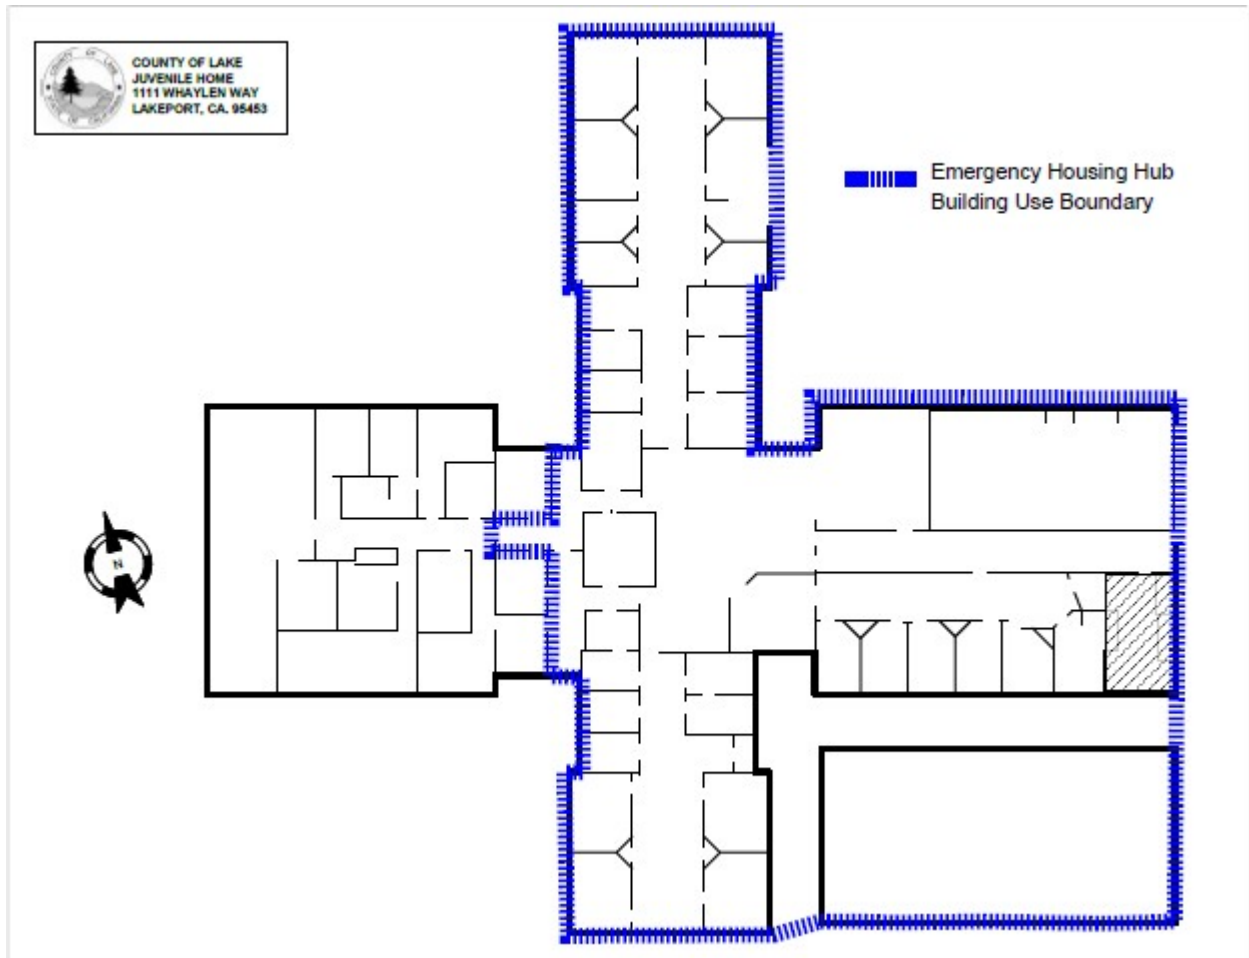 COUNTY OF LAKE
JUVENILE HOME
1111 WHAYLEN WAY
LAKEPORT, CA. 95453
Emergency Housing Hub
Building Use Boundary
N